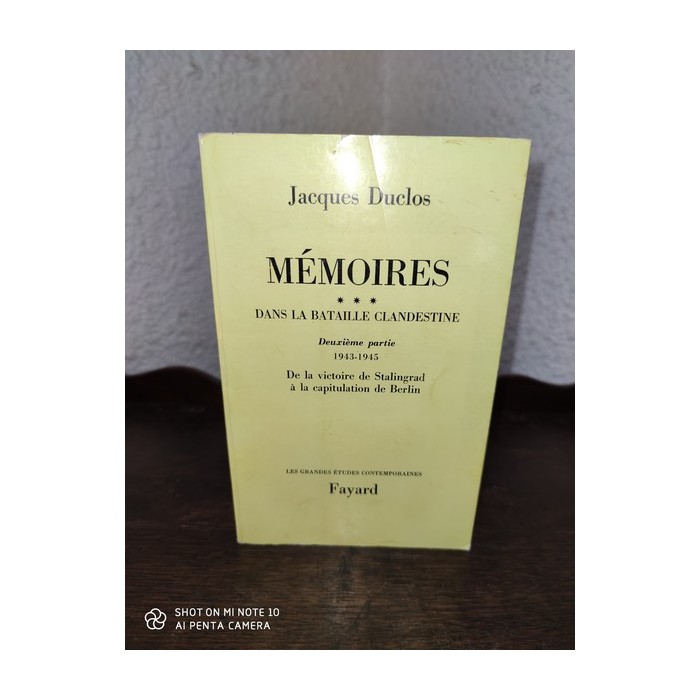 Jacques Duclos
MÉMOIRES
* * *
DANS LA BATAILLE CLANDESTINE
Deuxième partie
1943-1945
De la victoire de Stalingrad
à la capitulation de Berlin
LES GRANDES ÉTUDES CONTEMPORAINES
Fayard
SHOT ON MI NOTE 10
AI PENTA CAMERA